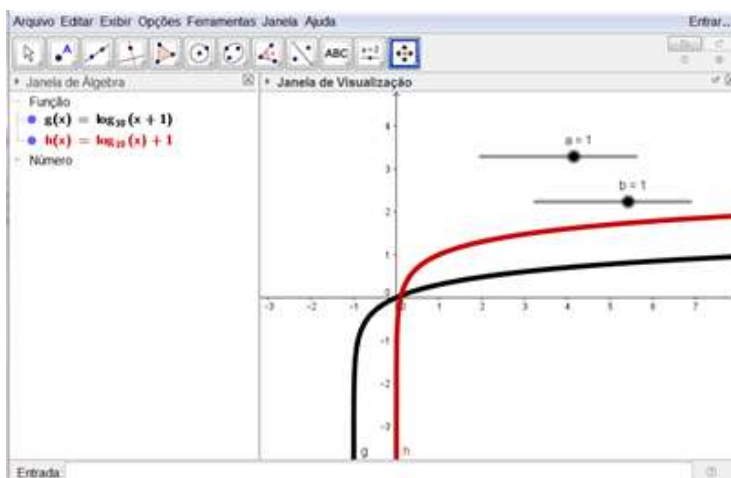 Arquivo Editar Exibir Opções Ferramentas Janela Ajuda Entrar...
A ABC a=2
Janela de Álgebra
Janela de Visualização
Função
g(x) = log₁₀(x + 1)
h(x) = log₁₀(x) + 1
Número
a = 1
b = 1
4
3
2
1
0
-3 -2 -1 0 1 2 3 4 5 6 7
-1
-2
-3
g h
Entrada: